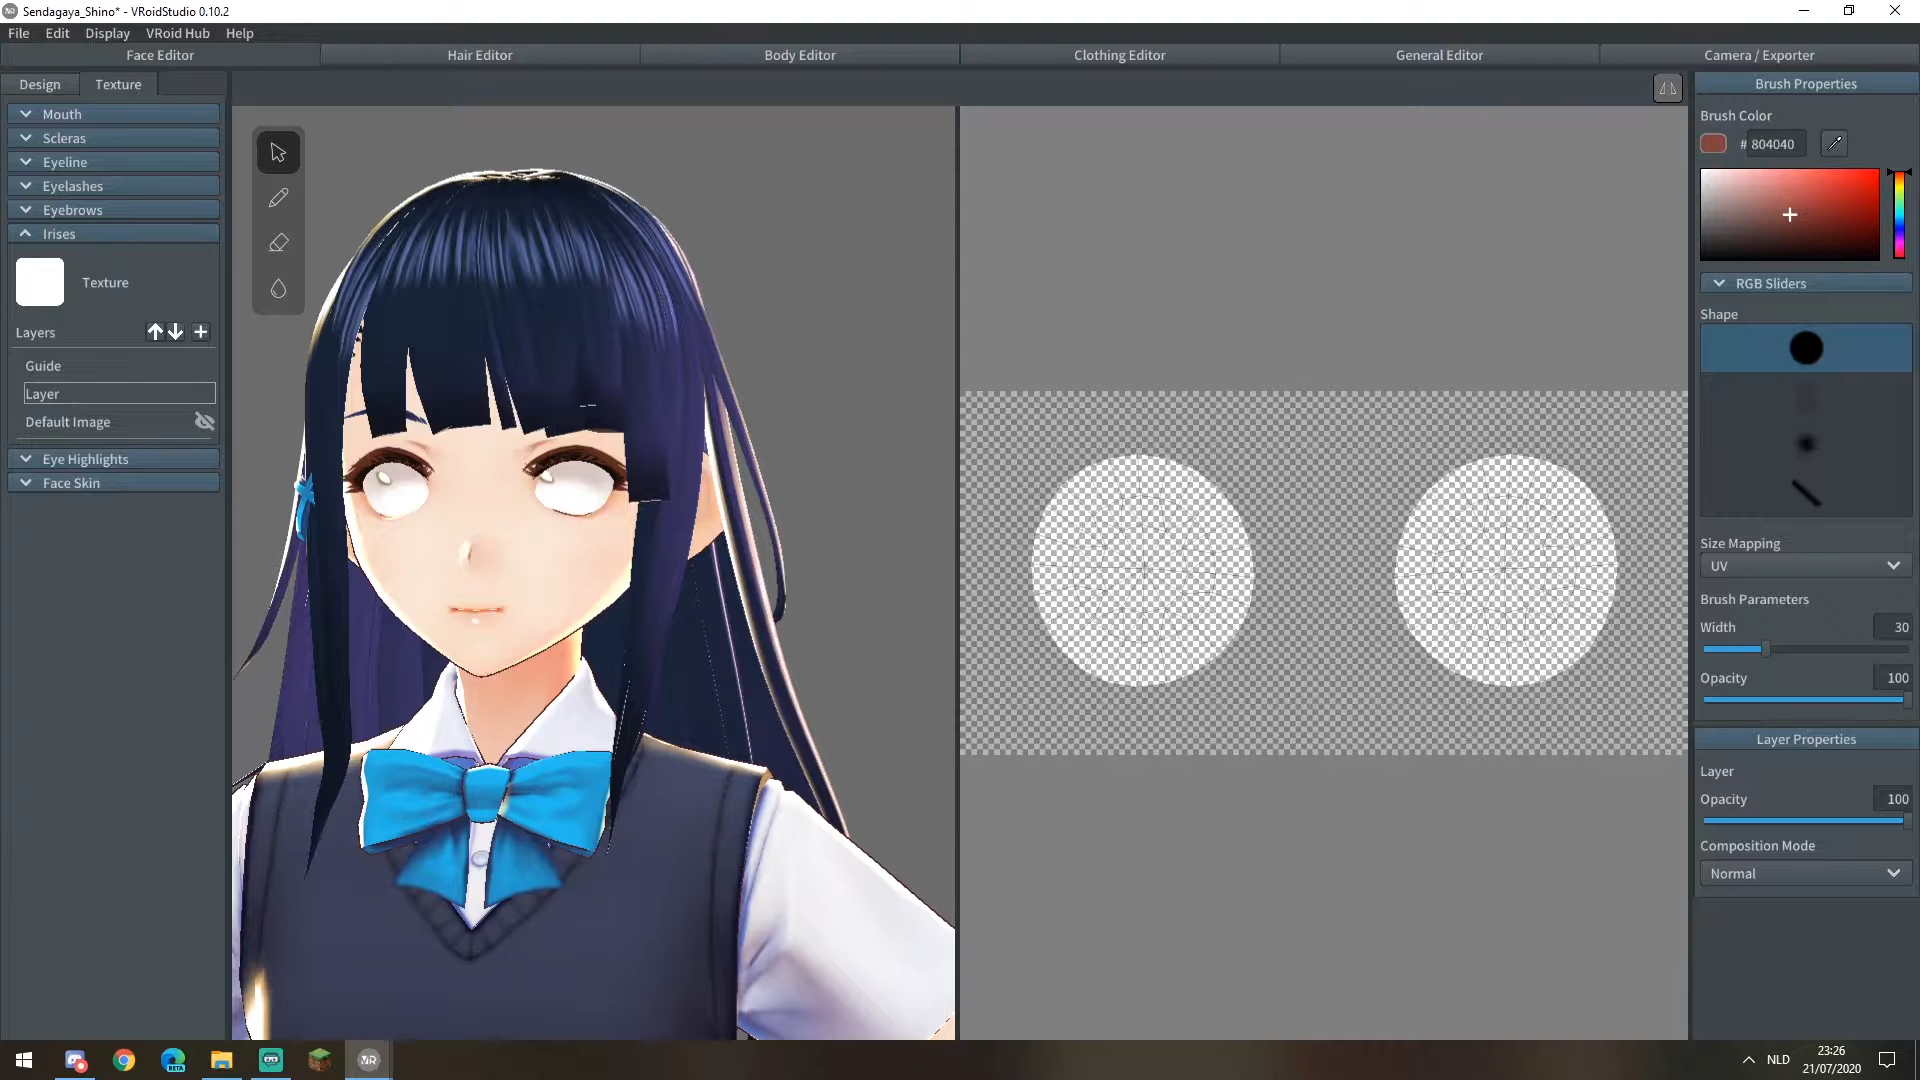 Sendagaya_Shino* - VRoidStudio 0.10.2
File Edit Display VRoid Hub Help
Face Editor Hair Editor Body Editor Clothing Editor General Editor Camera / Exporter
Design Texture
Mouth
Scleras
Eyeline
Eyelashes
Eyebrows
Irises
Texture
Layers
Guide
Layer
Default Image
Eye Highlights
Face Skin
Brush Properties
Brush Color
# 804040
RGB Sliders
Shape
Size Mapping
UV
Brush Parameters
Width 30
Opacity 100
Layer Properties
Layer
Opacity 100
Composition Mode
Normal
BETA
VR
NLD
23:26
21/07/2020